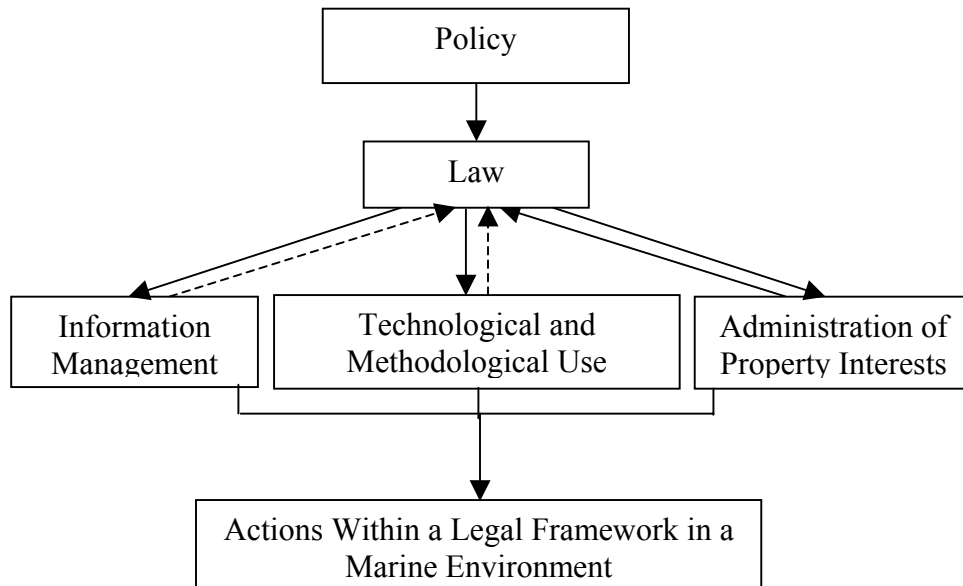 Policy
Law
Information
Management
Technological and
Methodological Use
Administration of
Property Interests
Actions Within a Legal Framework in a
Marine Environment